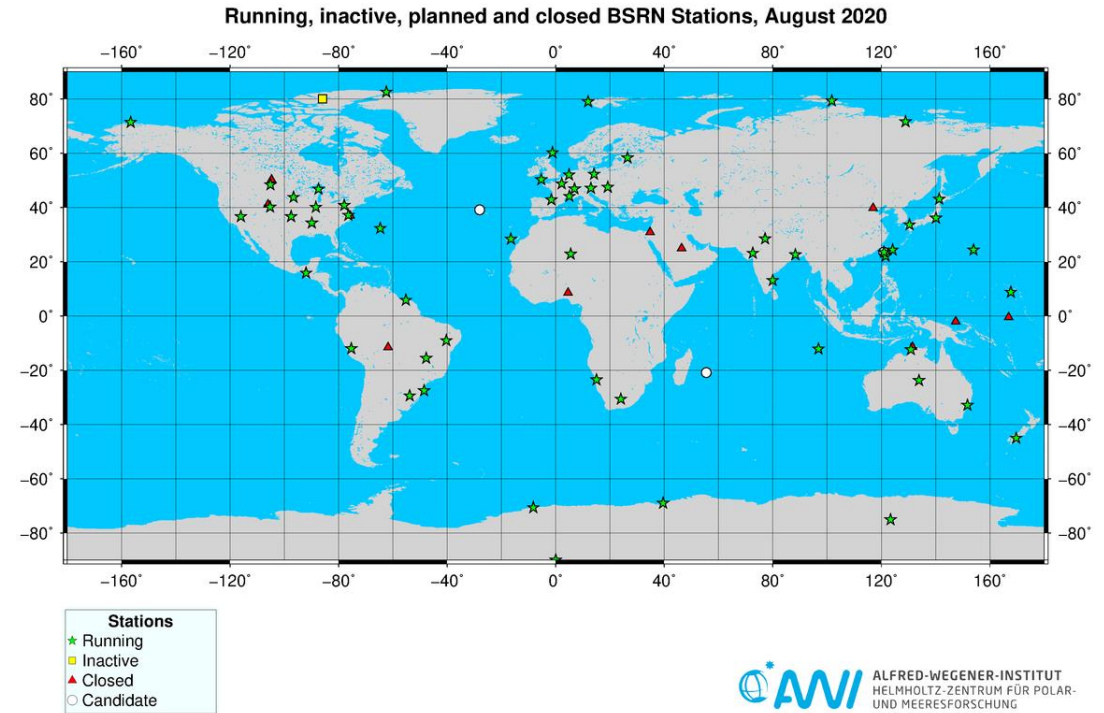 Running, inactive, planned and closed BSRN Stations, August 2020
−160˚ −120˚ −80˚ −40˚ 0˚ 40˚ 80˚ 120˚ 160˚
80˚ 80˚
60˚ 60˚
40˚ 40˚
20˚ 20˚
0˚ 0˚
−20˚ −20˚
−40˚ −40˚
−60˚ −60˚
−80˚ −80˚
−160˚ −120˚ −80˚ −40˚ 0˚ 40˚ 80˚ 120˚ 160˚
Stations
Running
Inactive
Closed
Candidate
AWI
ALFRED-WEGENER-INSTITUT
HELMHOLTZ-ZENTRUM FÜR POLAR-
UND MEERESFORSCHUNG